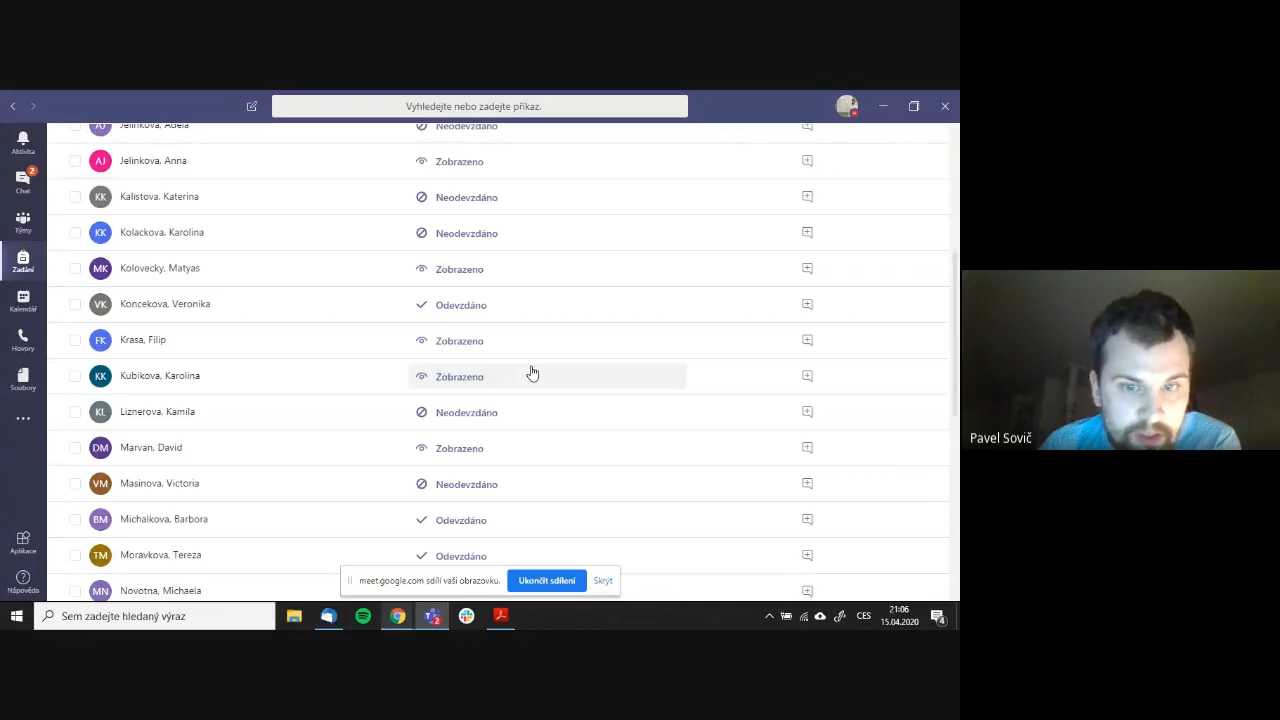 Vyhledejte nebo zadejte příkaz.
Aktivita
2
Chat
Týmy
Zadání
Kalendář
Hovory
Soubory
Aplikace
Nápověda
AJ Jelinkova, Adela Neodevzdáno
AJ Jelinkova, Anna Zobrazeno
KK Kalistova, Katerina Neodevzdáno
KK Kolackova, Karolina Neodevzdáno
MK Kolovecky, Matyas Zobrazeno
VK Koncekova, Veronika Odevzdáno
FK Krasa, Filip Zobrazeno
KK Kubikova, Karolina Zobrazeno
KL Liznerova, Kamila Neodevzdáno
DM Marvan, David Zobrazeno
VM Masinova, Victoria Neodevzdáno
BM Michalkova, Barbora Odevzdáno
TM Moravkova, Tereza Odevzdáno
MN Novotna, Michaela
meet.google.com sdílí vaši obrazovku. Ukončit sdílení Skrýt
Sem zadejte hledaný výraz
2
CES
21:06
15.04.2020
4
Pavel Sovič